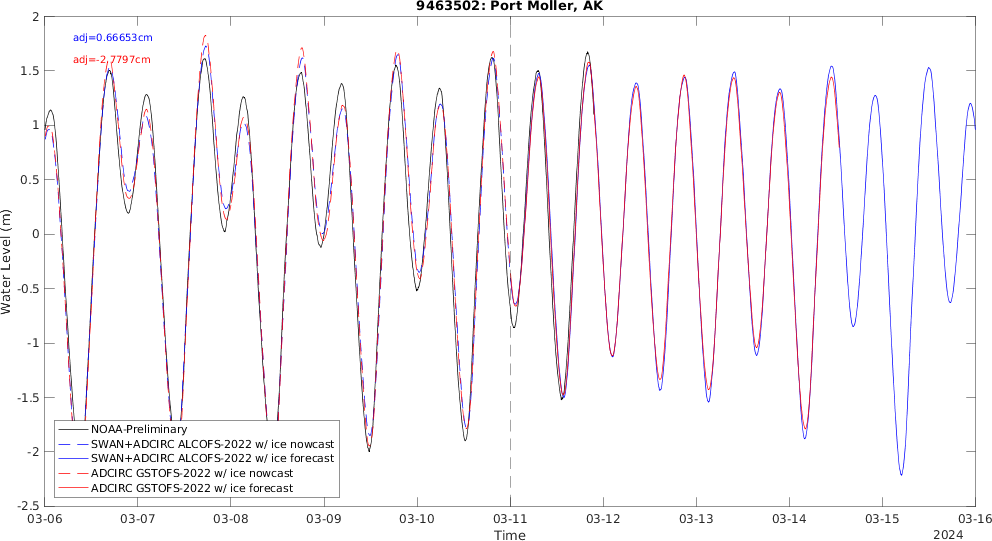 9463502: Port Moller, AK
adj=0.66653cm
adj=-2.7797cm
Water Level (m)
2
1.5
1
0.5
0
-0.5
-1
-1.5
-2
-2.5
NOAA-Preliminary
SWAN+ADCIRC ALCOFS-2022 w/ ice nowcast
SWAN+ADCIRC ALCOFS-2022 w/ ice forecast
ADCIRC GSTOFS-2022 w/ ice nowcast
ADCIRC GSTOFS-2022 w/ ice forecast
03-06 03-07 03-08 03-09 03-10 03-11 03-12 03-13 03-14 03-15 03-16
Time
2024